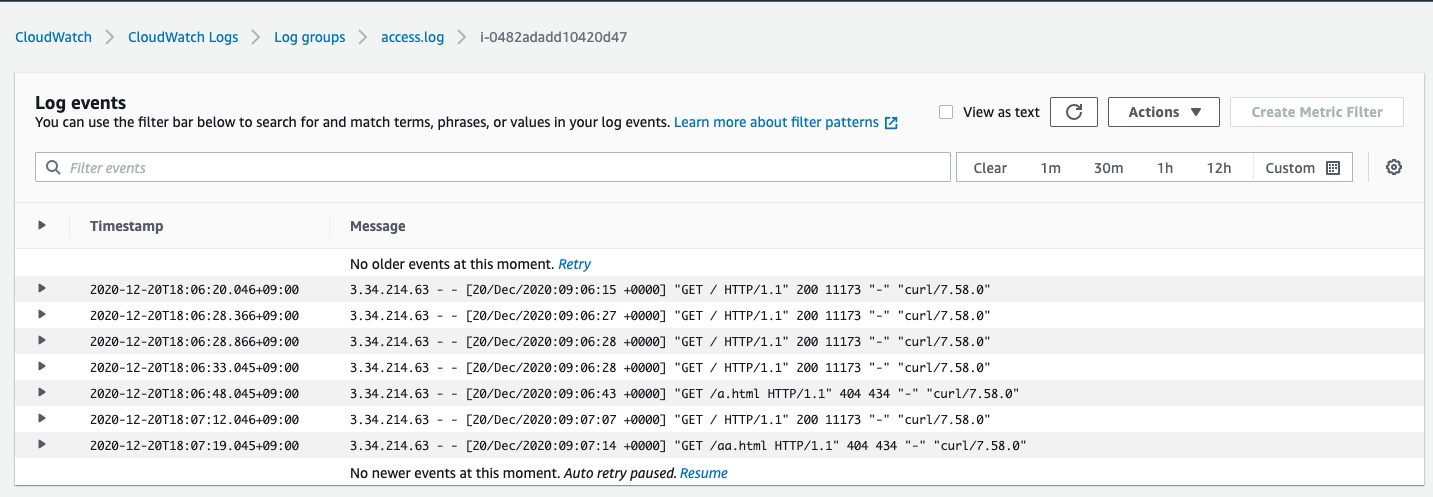 CloudWatch > CloudWatch Logs > Log groups > access.log > i-0482adadd10420d47
Log events
You can use the filter bar below to search for and match terms, phrases, or values in your log events. Learn more about filter patterns
View as text
Actions
Create Metric Filter
Filter events
Clear 1m 30m 1h 12h Custom
Timestamp Message
No older events at this moment. Retry
2020-12-20T18:06:20.046+09:00 3.34.214.63 - - [20/Dec/2020:09:06:15 +0000] "GET / HTTP/1.1" 200 11173 "-" "curl/7.58.0"
2020-12-20T18:06:28.366+09:00 3.34.214.63 - - [20/Dec/2020:09:06:27 +0000] "GET / HTTP/1.1" 200 11173 "-" "curl/7.58.0"
2020-12-20T18:06:28.866+09:00 3.34.214.63 - - [20/Dec/2020:09:06:28 +0000] "GET / HTTP/1.1" 200 11173 "-" "curl/7.58.0"
2020-12-20T18:06:33.045+09:00 3.34.214.63 - - [20/Dec/2020:09:06:28 +0000] "GET / HTTP/1.1" 200 11173 "-" "curl/7.58.0"
2020-12-20T18:06:48.045+09:00 3.34.214.63 - - [20/Dec/2020:09:06:43 +0000] "GET /a.html HTTP/1.1" 404 434 "-" "curl/7.58.0"
2020-12-20T18:07:12.046+09:00 3.34.214.63 - - [20/Dec/2020:09:07:07 +0000] "GET / HTTP/1.1" 200 11173 "-" "curl/7.58.0"
2020-12-20T18:07:19.045+09:00 3.34.214.63 - - [20/Dec/2020:09:07:14 +0000] "GET /aa.html HTTP/1.1" 404 434 "-" "curl/7.58.0"
No newer events at this moment. Auto retry paused. Resume